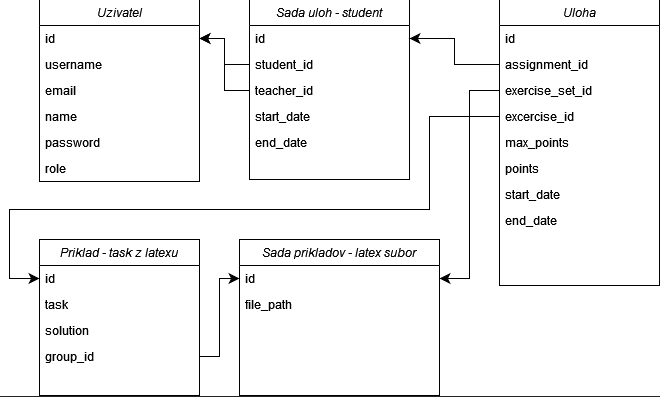 Uzivatel
id
username
email
name
password
role
Sada uloh - student
id
student_id
teacher_id
start_date
end_date
Uloha
id
assignment_id
exercise_set_id
excercise_id
max_points
points
start_date
end_date
Priklad - task z latexu
id
task
solution
group_id
Sada prikladov - latex subor
id
file_path